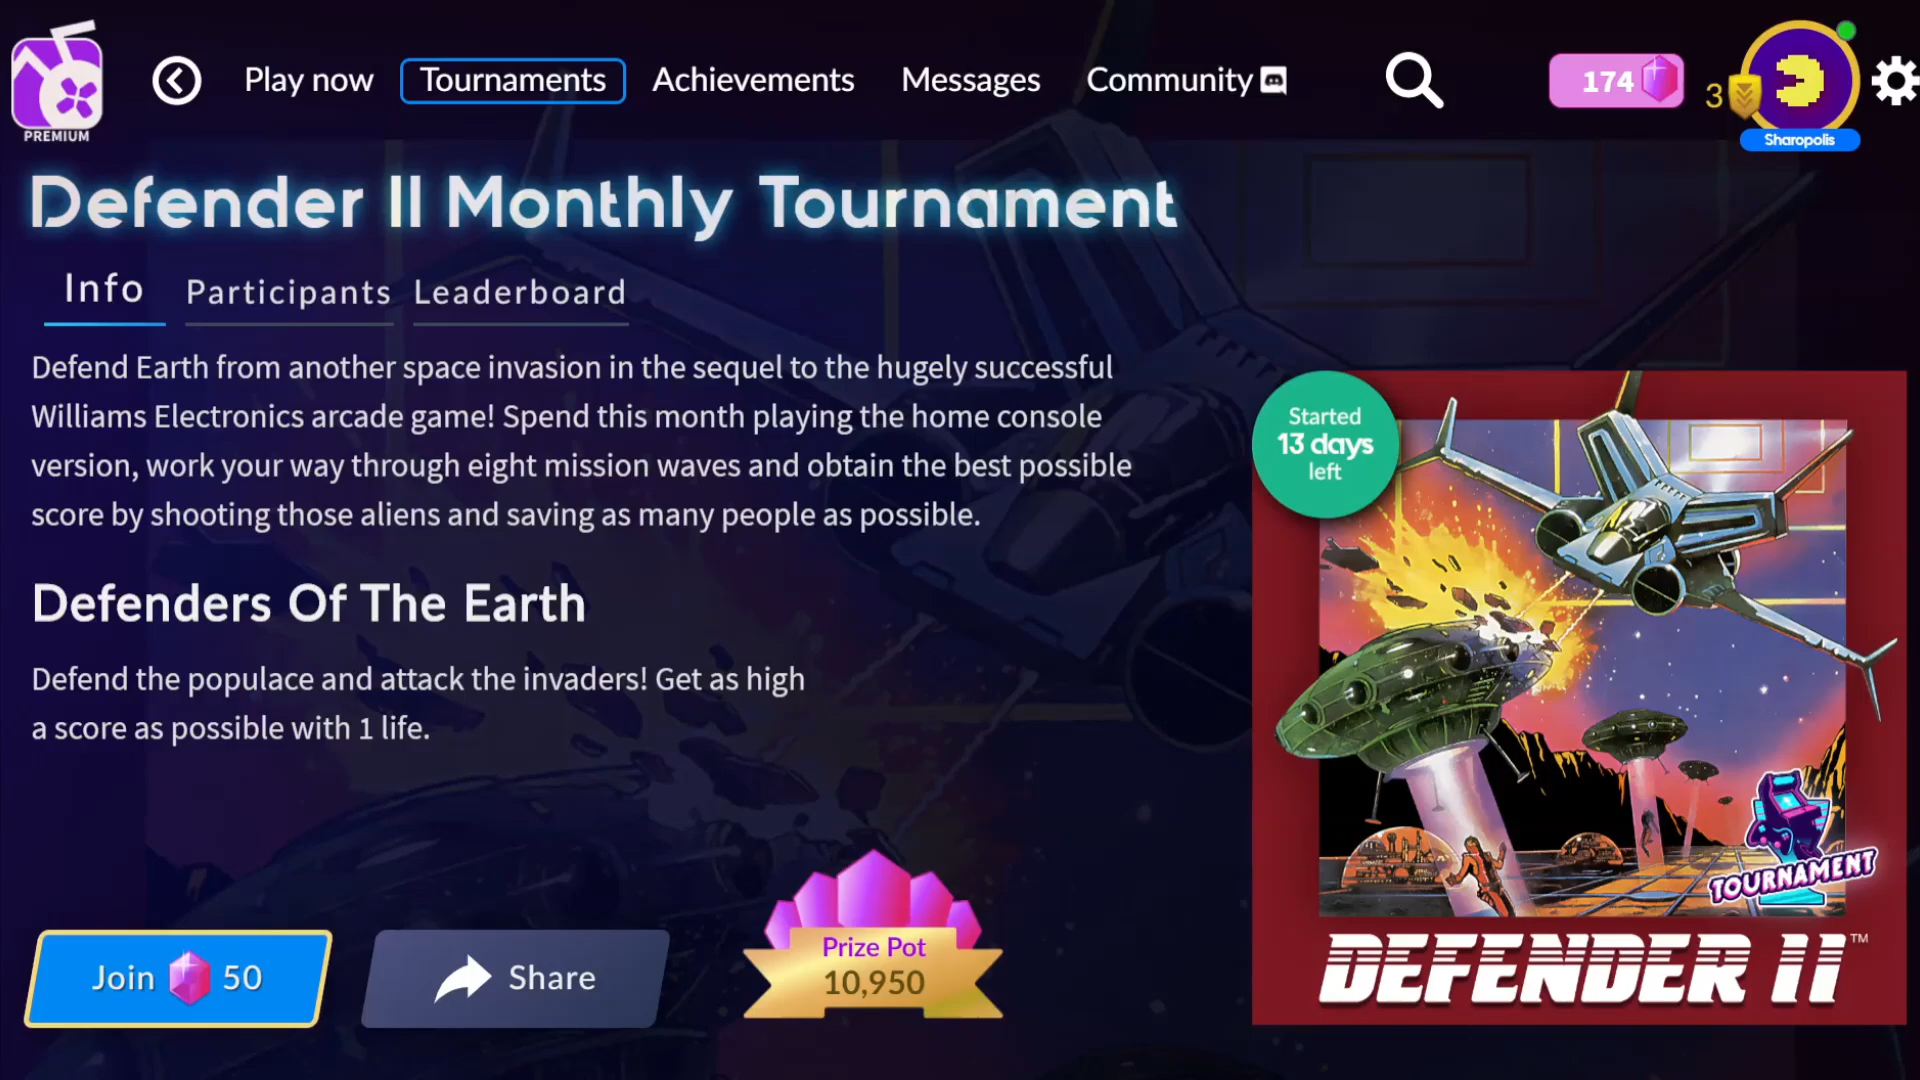 PREMIUM
Play now
Tournaments
Achievements
Messages
Community
174
3
Sharopolis
Defender II Monthly Tournament
Info
Participants
Leaderboard
Defend Earth from another space invasion in the sequel to the hugely successful
Williams Electronics arcade game! Spend this month playing the home console
version, work your way through eight mission waves and obtain the best possible
score by shooting those aliens and saving as many people as possible.
Defenders Of The Earth
Defend the populace and attack the invaders! Get as high
a score as possible with 1 life.
Join 50
Share
Prize Pot
10,950
Started
13 days
left
TOURNAMENT
DEFENDER II™